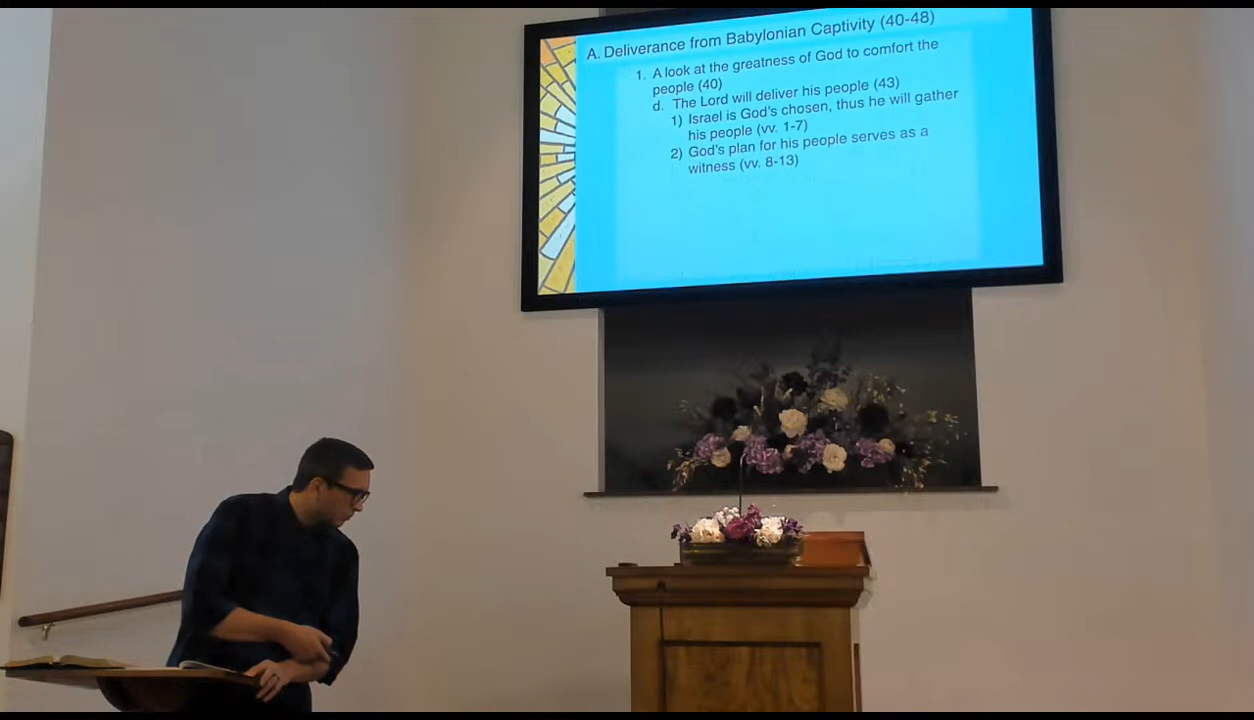 A. Deliverance from Babylonian Captivity (40-48)
1. A look at the greatness of God to comfort the
people (40)
d. The Lord will deliver his people (43)
1) Israel is God's chosen, thus he will gather
his people (vv. 1-7)
2) God's plan for his people serves as a
witness (vv. 8-13)